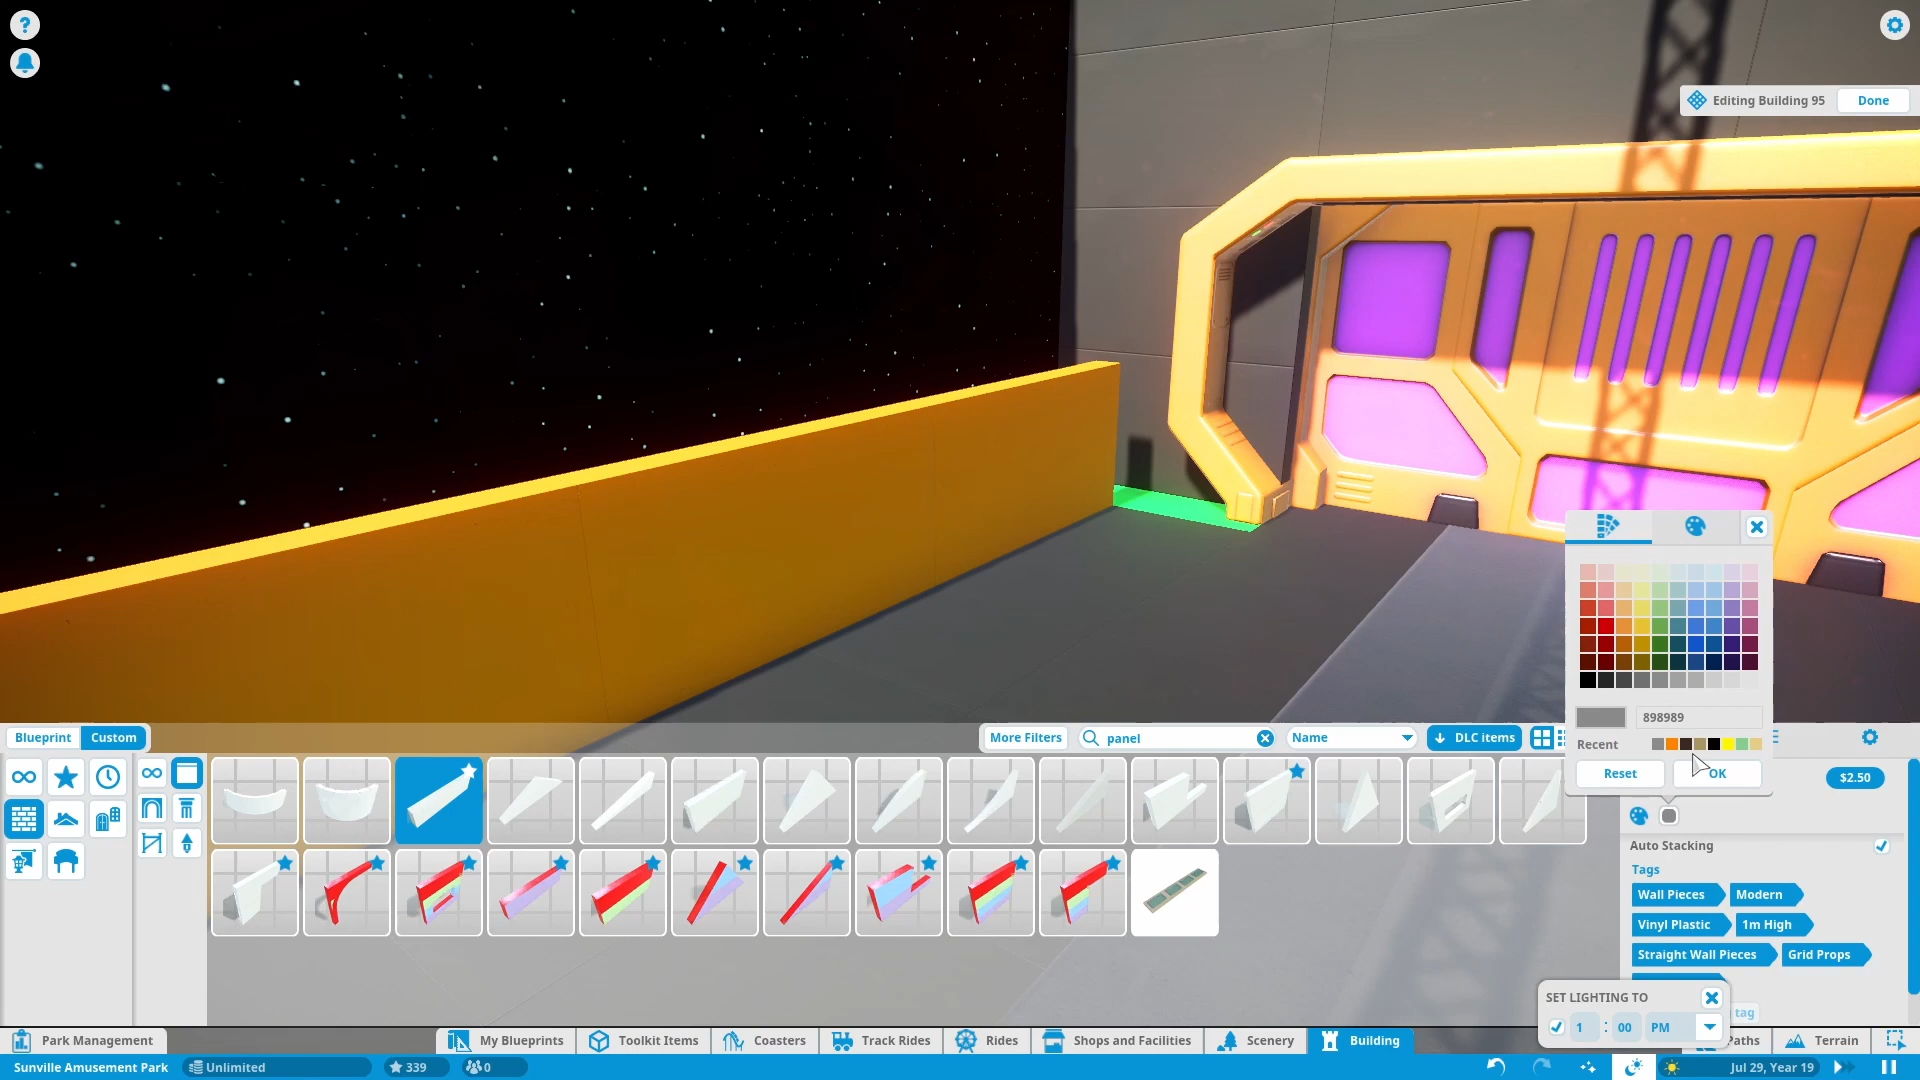 ?
Editing Building 95
Done
Blueprint
Custom
More Filters
panel
Name
DLC items
898989
Recent
Reset
OK
$2.50
Auto Stacking
Tags
Wall Pieces
Modern
Vinyl Plastic
1m High
Straight Wall Pieces
Grid Props
tag
SET LIGHTING TO
1 : 00 PM
Park Management
My Blueprints
Toolkit Items
Coasters
Track Rides
Rides
Shops and Facilities
Scenery
Building
Paths
Terrain
Sunville Amusement Park
Unlimited
339
0
Jul 29, Year 19